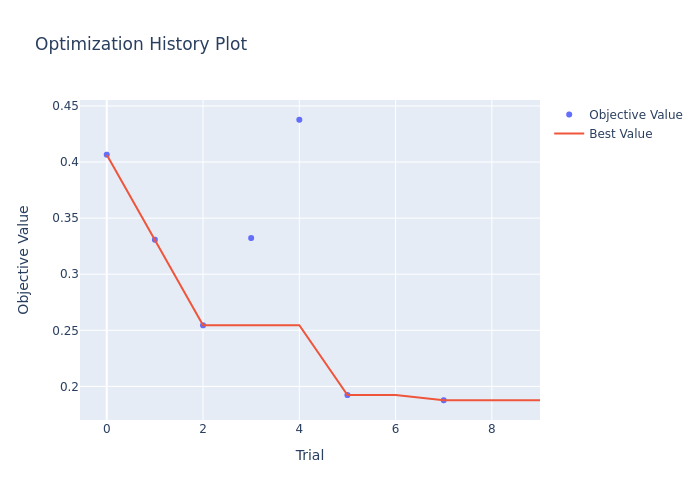 Optimization History Plot
Objective Value
Best Value
0.45
0.4
0.35
0.3
0.25
0.2
Objective Value
0
2
4
6
8
Trial